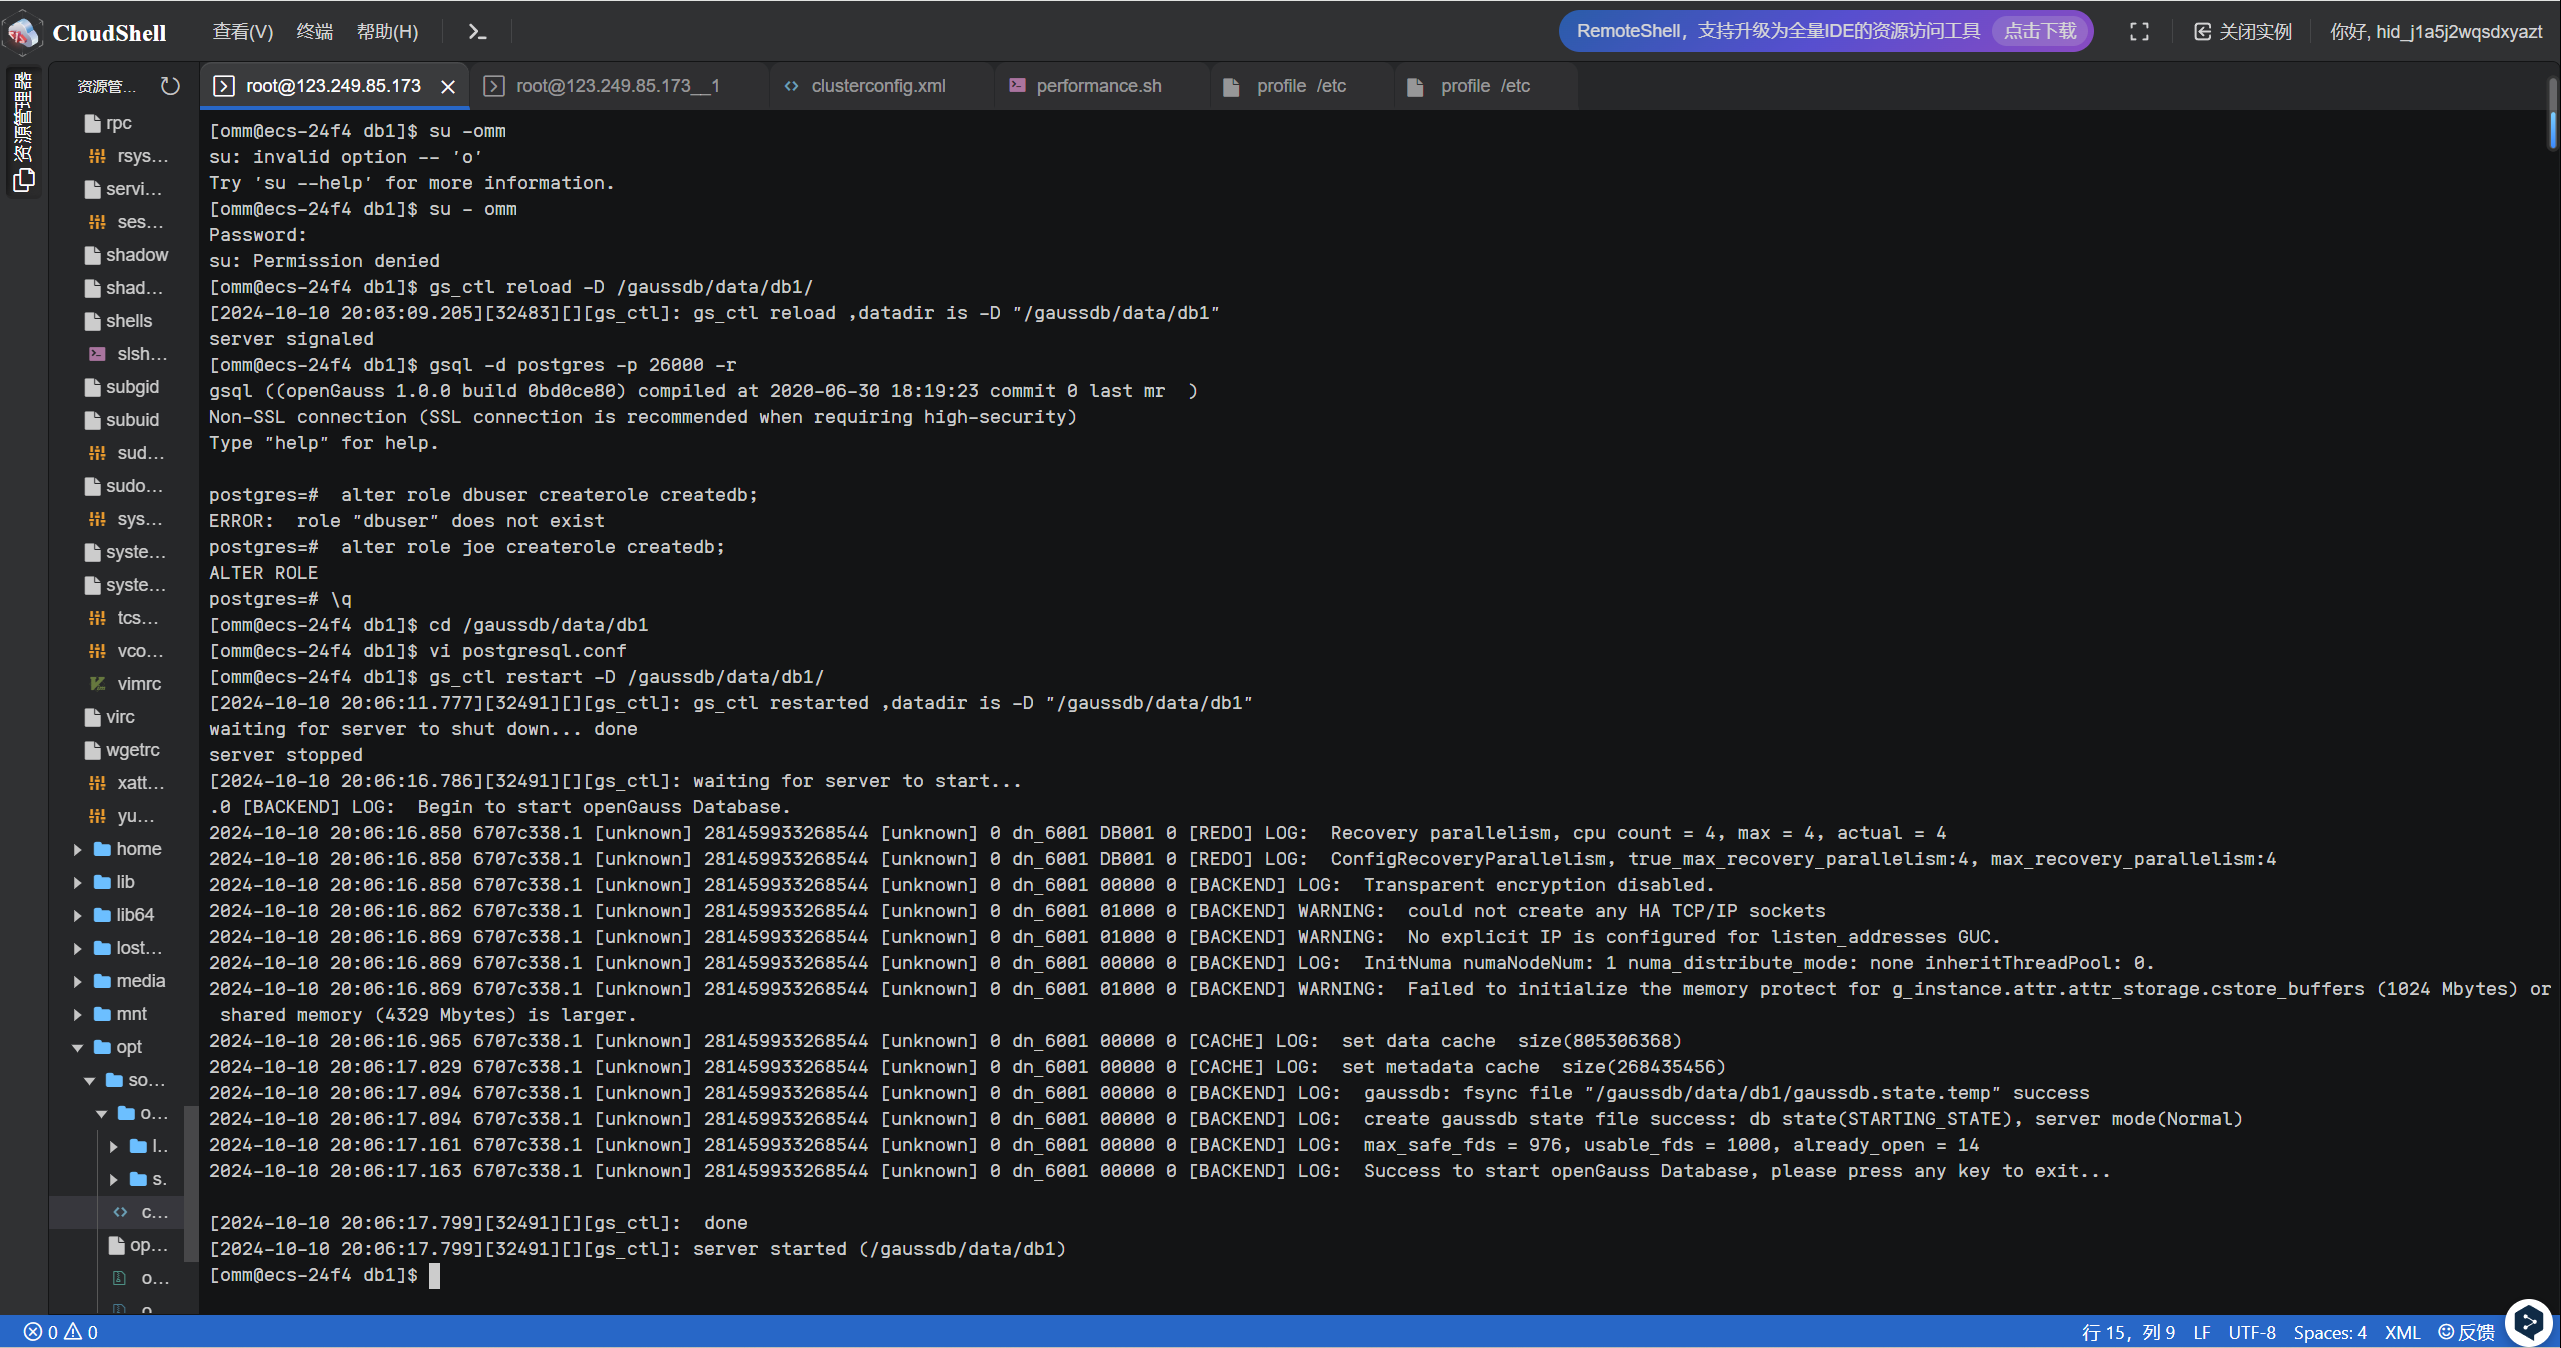 CloudShell
查看(V) 终端 帮助(H)
RemoteShell，支持升级为全量IDE的资源访问工具 点击下载
关闭实例
你好, hid_j1a5j2wqsdxyazt
资源管理器
资源管...
root@123.249.85.173
root@123.249.85.173__1
clusterconfig.xml
performance.sh
profile /etc
profile /etc
rpc
rsys...
servi...
ses...
shadow
shad...
shells
slsh...
subgid
subuid
sud...
sudo...
sys...
syste...
syste...
tcs...
vco...
vimrc
virc
wgetrc
xatt...
yu...
home
lib
lib64
lost...
media
mnt
opt
so...
o...
l..
s.
c...
op...
o...
[omm@ecs-24f4 db1]$ su -omm
su: invalid option -- 'o'
Try 'su --help' for more information.
[omm@ecs-24f4 db1]$ su - omm
Password:
su: Permission denied
[omm@ecs-24f4 db1]$ gs_ctl reload -D /gaussdb/data/db1/
[2024-10-10 20:03:09.205][32483][][gs_ctl]: gs_ctl reload ,datadir is -D "/gaussdb/data/db1"
server signaled
[omm@ecs-24f4 db1]$ gsql -d postgres -p 26000 -r
gsql ((openGauss 1.0.0 build 0bd0ce80) compiled at 2020-06-30 18:19:23 commit 0 last mr  )
Non-SSL connection (SSL connection is recommended when requiring high-security)
Type "help" for help.
postgres=#  alter role dbuser createrole createdb;
ERROR:  role "dbuser" does not exist
postgres=#  alter role joe createrole createdb;
ALTER ROLE
postgres=# \q
[omm@ecs-24f4 db1]$ cd /gaussdb/data/db1
[omm@ecs-24f4 db1]$ vi postgresql.conf
[omm@ecs-24f4 db1]$ gs_ctl restart -D /gaussdb/data/db1/
[2024-10-10 20:06:11.777][32491][][gs_ctl]: gs_ctl restarted ,datadir is -D "/gaussdb/data/db1"
waiting for server to shut down... done
server stopped
[2024-10-10 20:06:16.786][32491][][gs_ctl]: waiting for server to start...
.0 [BACKEND] LOG:  Begin to start openGauss Database.
2024-10-10 20:06:16.850 6707c338.1 [unknown] 281459933268544 [unknown] 0 dn_6001 DB001 0 [REDO] LOG:  Recovery parallelism, cpu count = 4, max = 4, actual = 4
2024-10-10 20:06:16.850 6707c338.1 [unknown] 281459933268544 [unknown] 0 dn_6001 DB001 0 [REDO] LOG:  ConfigRecoveryParallelism, true_max_recovery_parallelism:4, max_recovery_parallelism:4
2024-10-10 20:06:16.850 6707c338.1 [unknown] 281459933268544 [unknown] 0 dn_6001 00000 0 [BACKEND] LOG:  Transparent encryption disabled.
2024-10-10 20:06:16.862 6707c338.1 [unknown] 281459933268544 [unknown] 0 dn_6001 01000 0 [BACKEND] WARNING:  could not create any HA TCP/IP sockets
2024-10-10 20:06:16.869 6707c338.1 [unknown] 281459933268544 [unknown] 0 dn_6001 01000 0 [BACKEND] WARNING:  No explicit IP is configured for listen_addresses GUC.
2024-10-10 20:06:16.869 6707c338.1 [unknown] 281459933268544 [unknown] 0 dn_6001 00000 0 [BACKEND] LOG:  InitNuma numaNodeNum: 1 numa_distribute_mode: none inheritThreadPool: 0.
2024-10-10 20:06:16.869 6707c338.1 [unknown] 281459933268544 [unknown] 0 dn_6001 01000 0 [BACKEND] WARNING:  Failed to initialize the memory protect for g_instance.attr.attr_storage.cstore_buffers (1024 Mbytes) or
shared memory (4329 Mbytes) is larger.
2024-10-10 20:06:16.965 6707c338.1 [unknown] 281459933268544 [unknown] 0 dn_6001 00000 0 [CACHE] LOG:  set data cache  size(805306368)
2024-10-10 20:06:17.029 6707c338.1 [unknown] 281459933268544 [unknown] 0 dn_6001 00000 0 [CACHE] LOG:  set metadata cache  size(268435456)
2024-10-10 20:06:17.094 6707c338.1 [unknown] 281459933268544 [unknown] 0 dn_6001 00000 0 [BACKEND] LOG:  gaussdb: fsync file "/gaussdb/data/db1/gaussdb.state.temp" success
2024-10-10 20:06:17.094 6707c338.1 [unknown] 281459933268544 [unknown] 0 dn_6001 00000 0 [BACKEND] LOG:  create gaussdb state file success: db state(STARTING_STATE), server mode(Normal)
2024-10-10 20:06:17.161 6707c338.1 [unknown] 281459933268544 [unknown] 0 dn_6001 00000 0 [BACKEND] LOG:  max_safe_fds = 976, usable_fds = 1000, already_open = 14
2024-10-10 20:06:17.163 6707c338.1 [unknown] 281459933268544 [unknown] 0 dn_6001 00000 0 [BACKEND] LOG:  Success to start openGauss Database, please press any key to exit...
[2024-10-10 20:06:17.799][32491][][gs_ctl]:  done
[2024-10-10 20:06:17.799][32491][][gs_ctl]: server started (/gaussdb/data/db1)
[omm@ecs-24f4 db1]$
0 0
行 15，列 9 LF UTF-8 Spaces: 4 XML 反馈